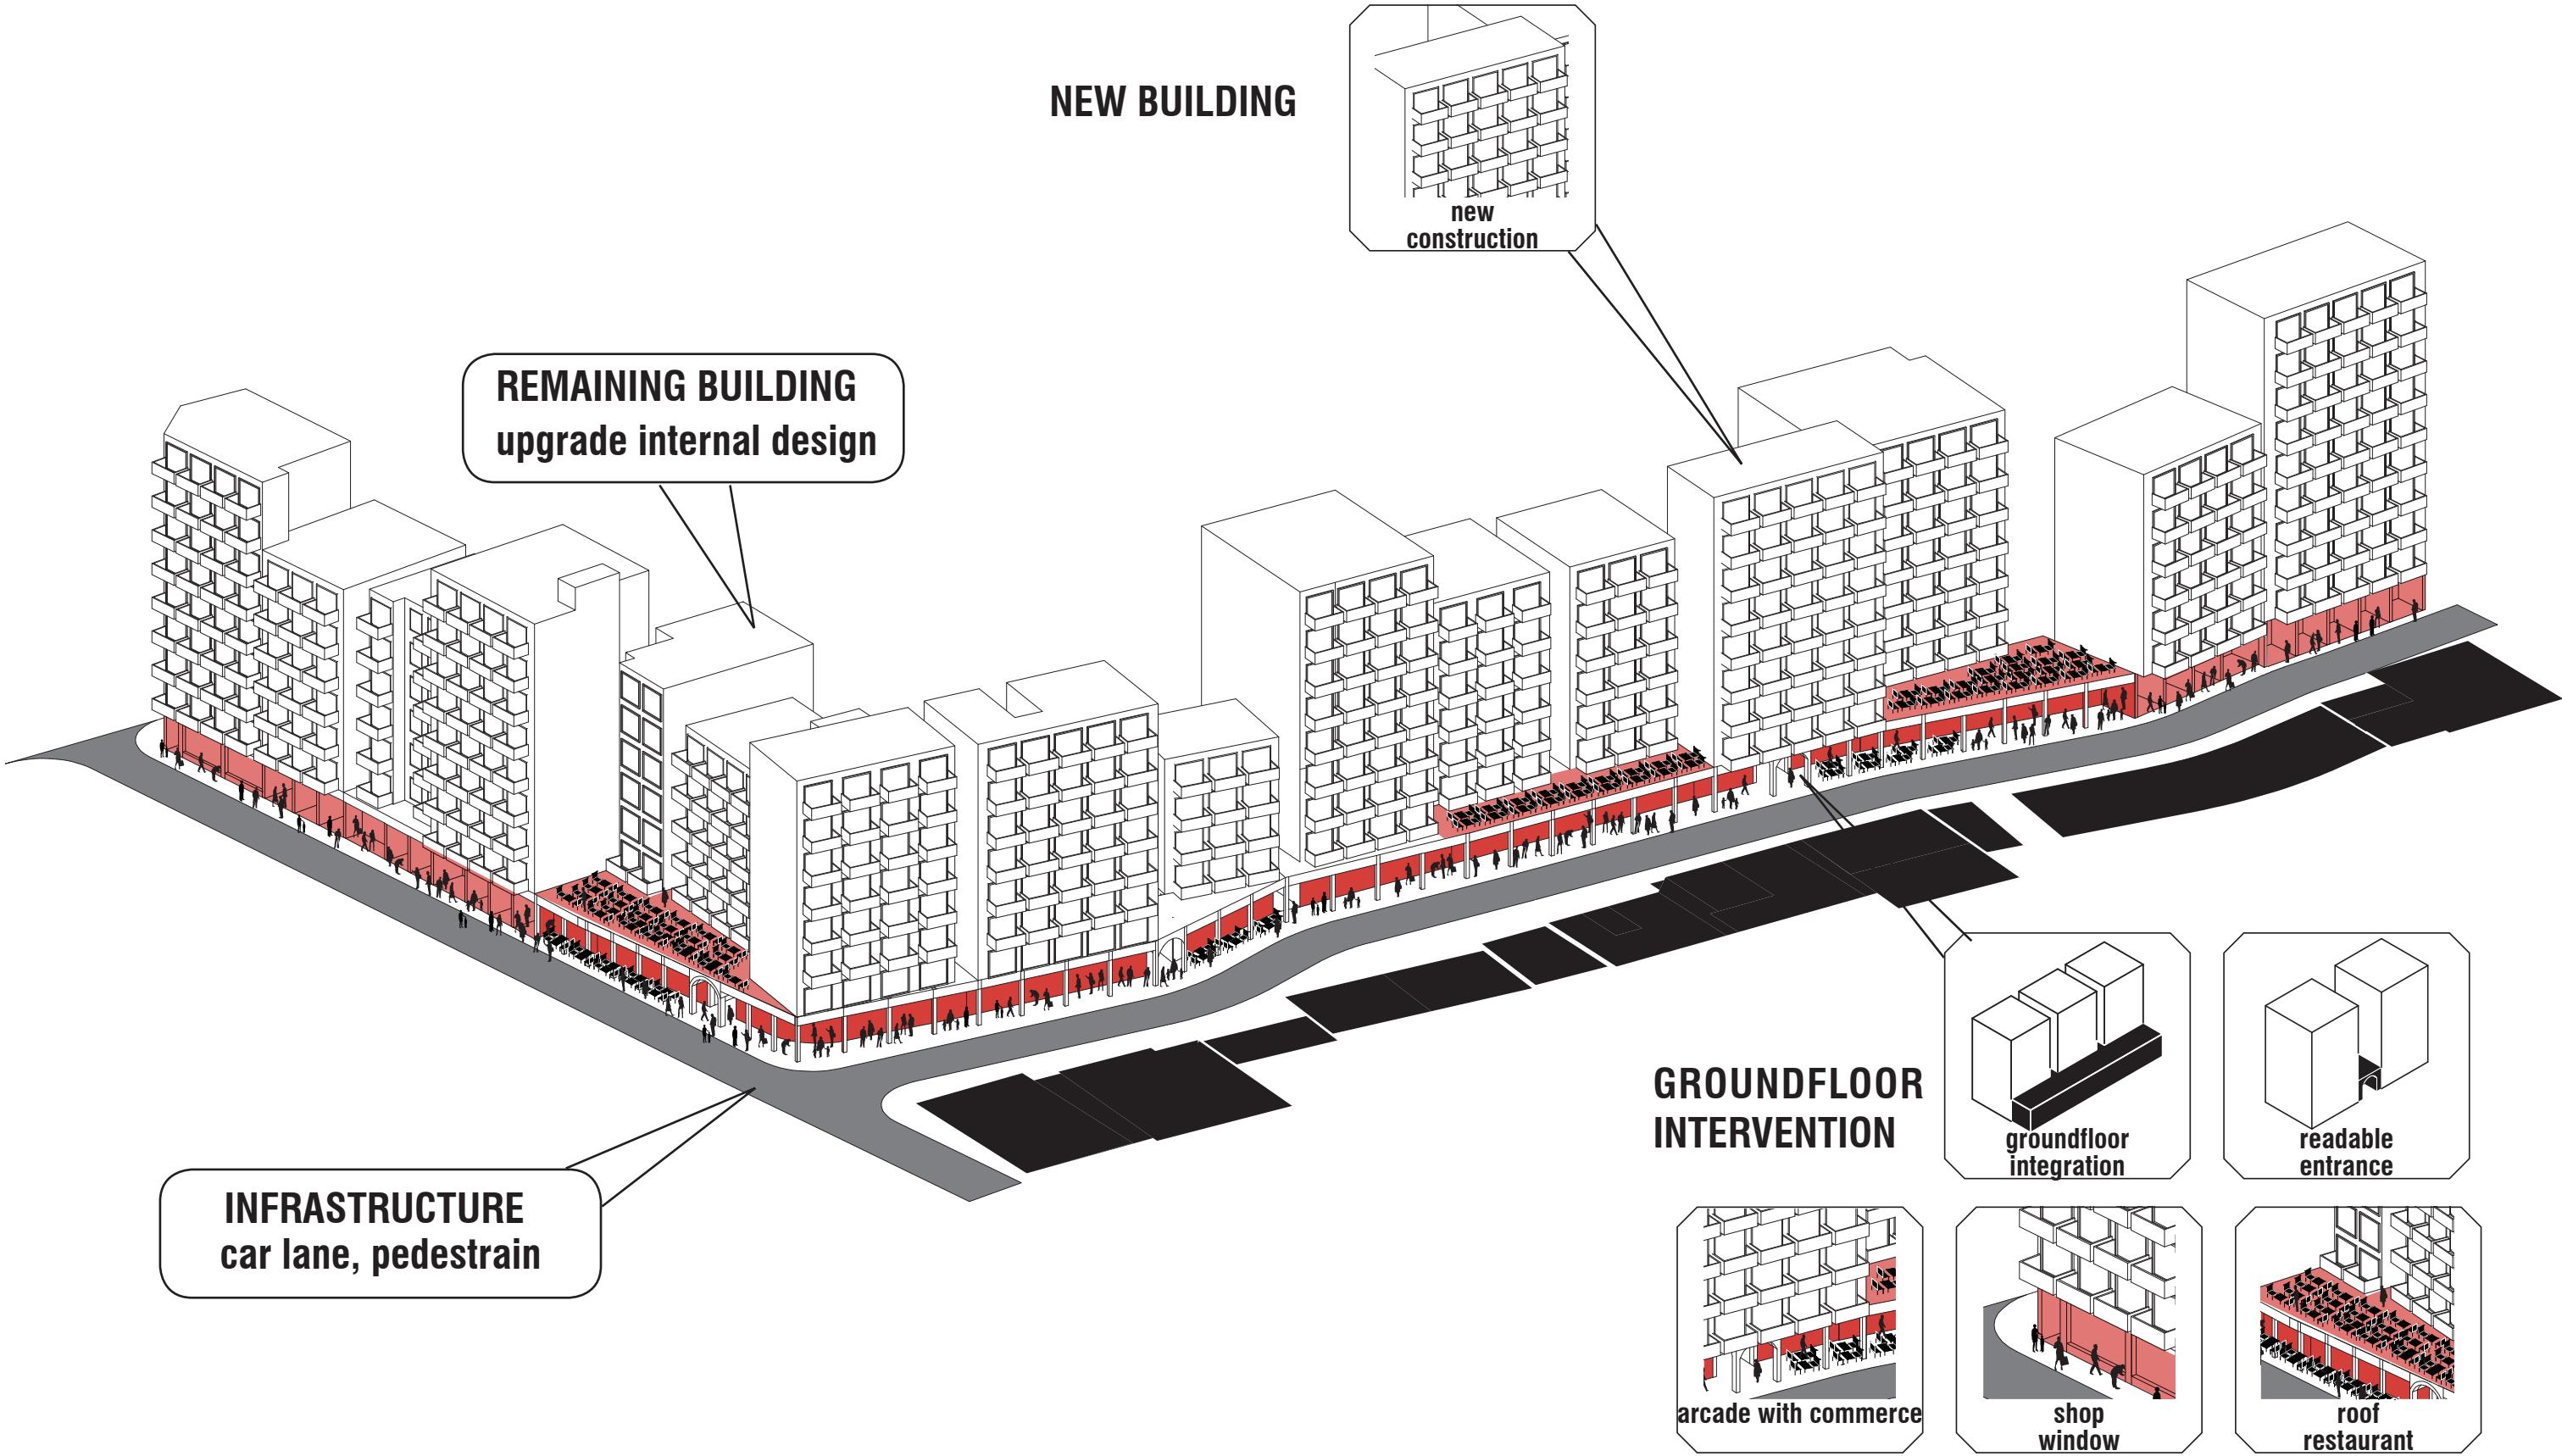 NEW BUILDING
new
construction
REMAINING BUILDING
upgrade internal design
INFRASTRUCTURE
car lane, pedestrain
GROUNDFLOOR
INTERVENTION
groundfloor
integration
readable
entrance
arcade with commerce
shop
window
roof
restaurant